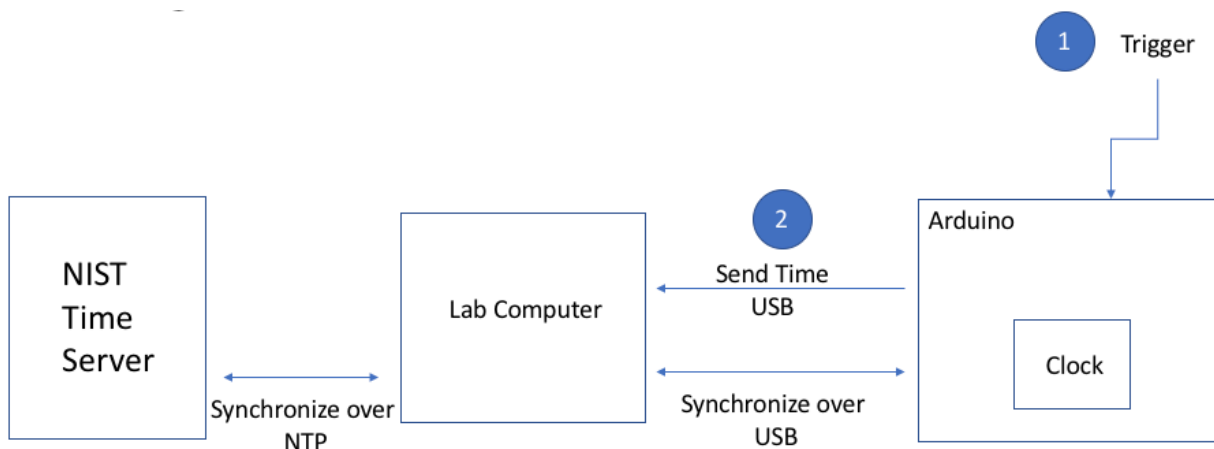 1
Trigger
NIST
Time
Server
Lab Computer
2
Send Time
USB
Arduino
Clock
Synchronize over
NTP
Synchronize over
USB